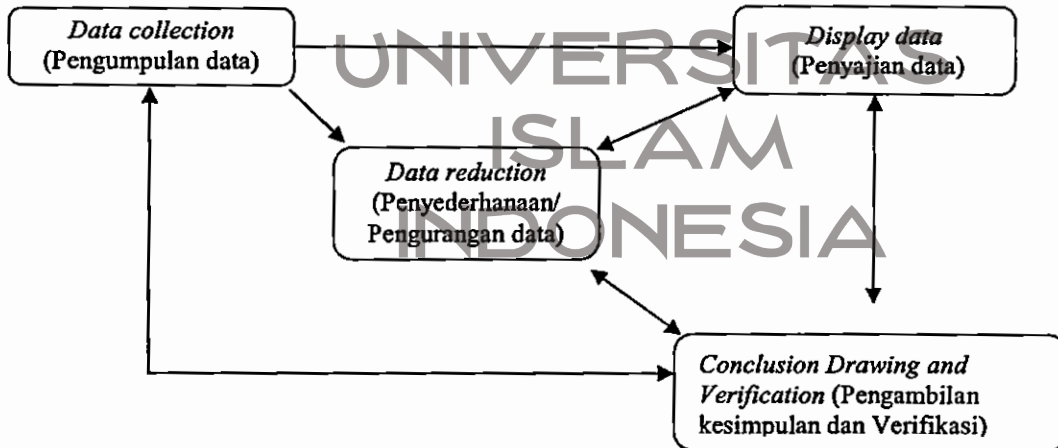 Data collection
(Pengumpulan data)
Display data
(Penyajian data)
UNIVERSITAS
ISLAM
INDONESIA
Data reduction
(Penyederhanaan/
Pengurangan data)
Conclusion Drawing and
Verification (Pengambilan
kesimpulan dan Verifikasi)